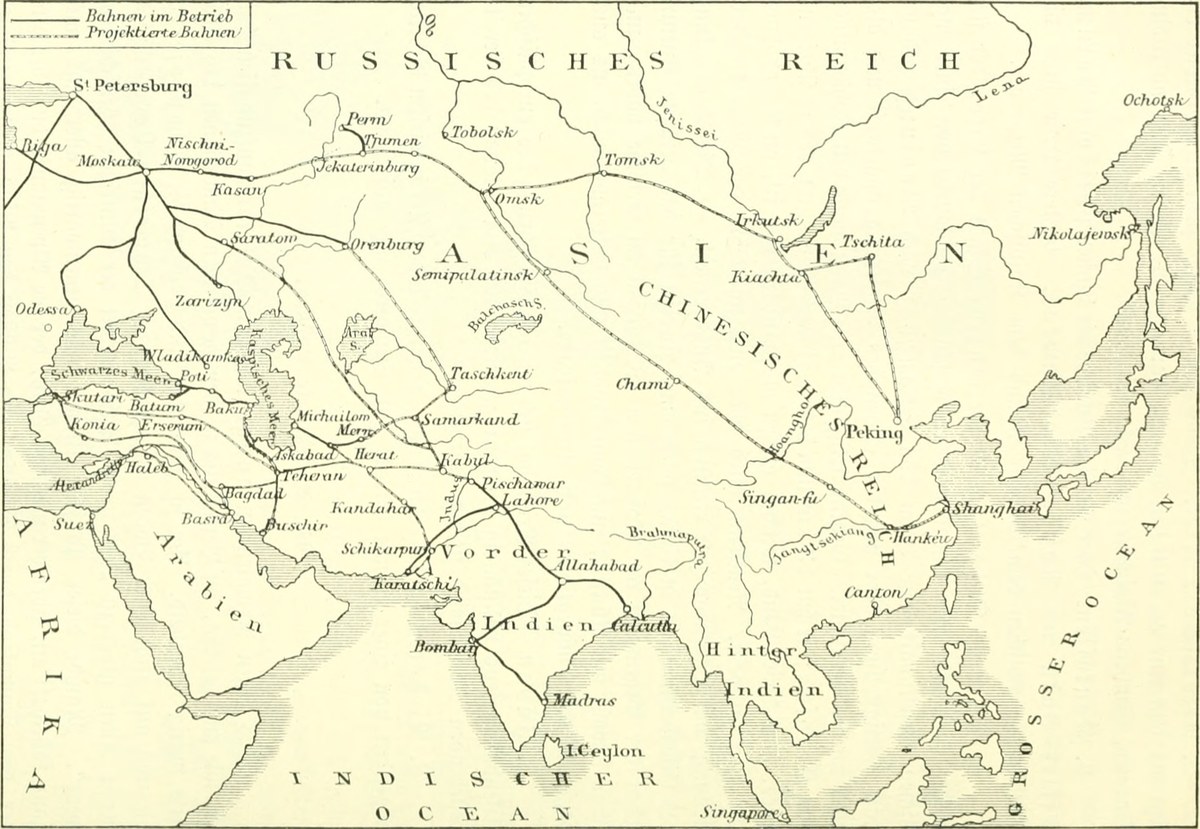 Bahnen im Betrieb
Projektierte Bahnen
RUSSISCHES REICH
Ochotsk
St. Petersburg
Lena
Jenissei
Perm
Tobolsk
Riga
Moskau
Nischni-
Nowgorod
Tjumen
Tomsk
Kasan
Jekaterinburg
Omsk
Irkutsk
Nikolajewsk
Saratow
Orenburg
ASIEN
Tschita
Semipalatinsk
Kiachta
Zarizyn
CHINESISCHES REICH
Odessa
Balchasch S.
Aral
S.
Kaspisches Meer
Wladikawkas
Schwarzes Meer
Poti
Taschkent
Chami
Skutari
Batum
Baku
Michailow
Samarkand
Hoangho
Peking
Konia
Erserum
Merw
Alexandrette
Haleb
Askabad
Herat
Kabul
Teheran
Pischawar
Bagdad
Indus
Lahore
Singan-fu
Shanghai
Suez
Basra
Buschir
Kandahar
Jangtsekiang
Hankeu
Brahmaputra
Schikarpur
Vorder
Indien
Arabien
AFRIKA
Karatschi
Allahabad
Canton
Calcutta
Bombay
Hinter
Indien
Madras
I. Ceylon
INDISCHER
OCEAN
Singapore
GROSSER OCEAN